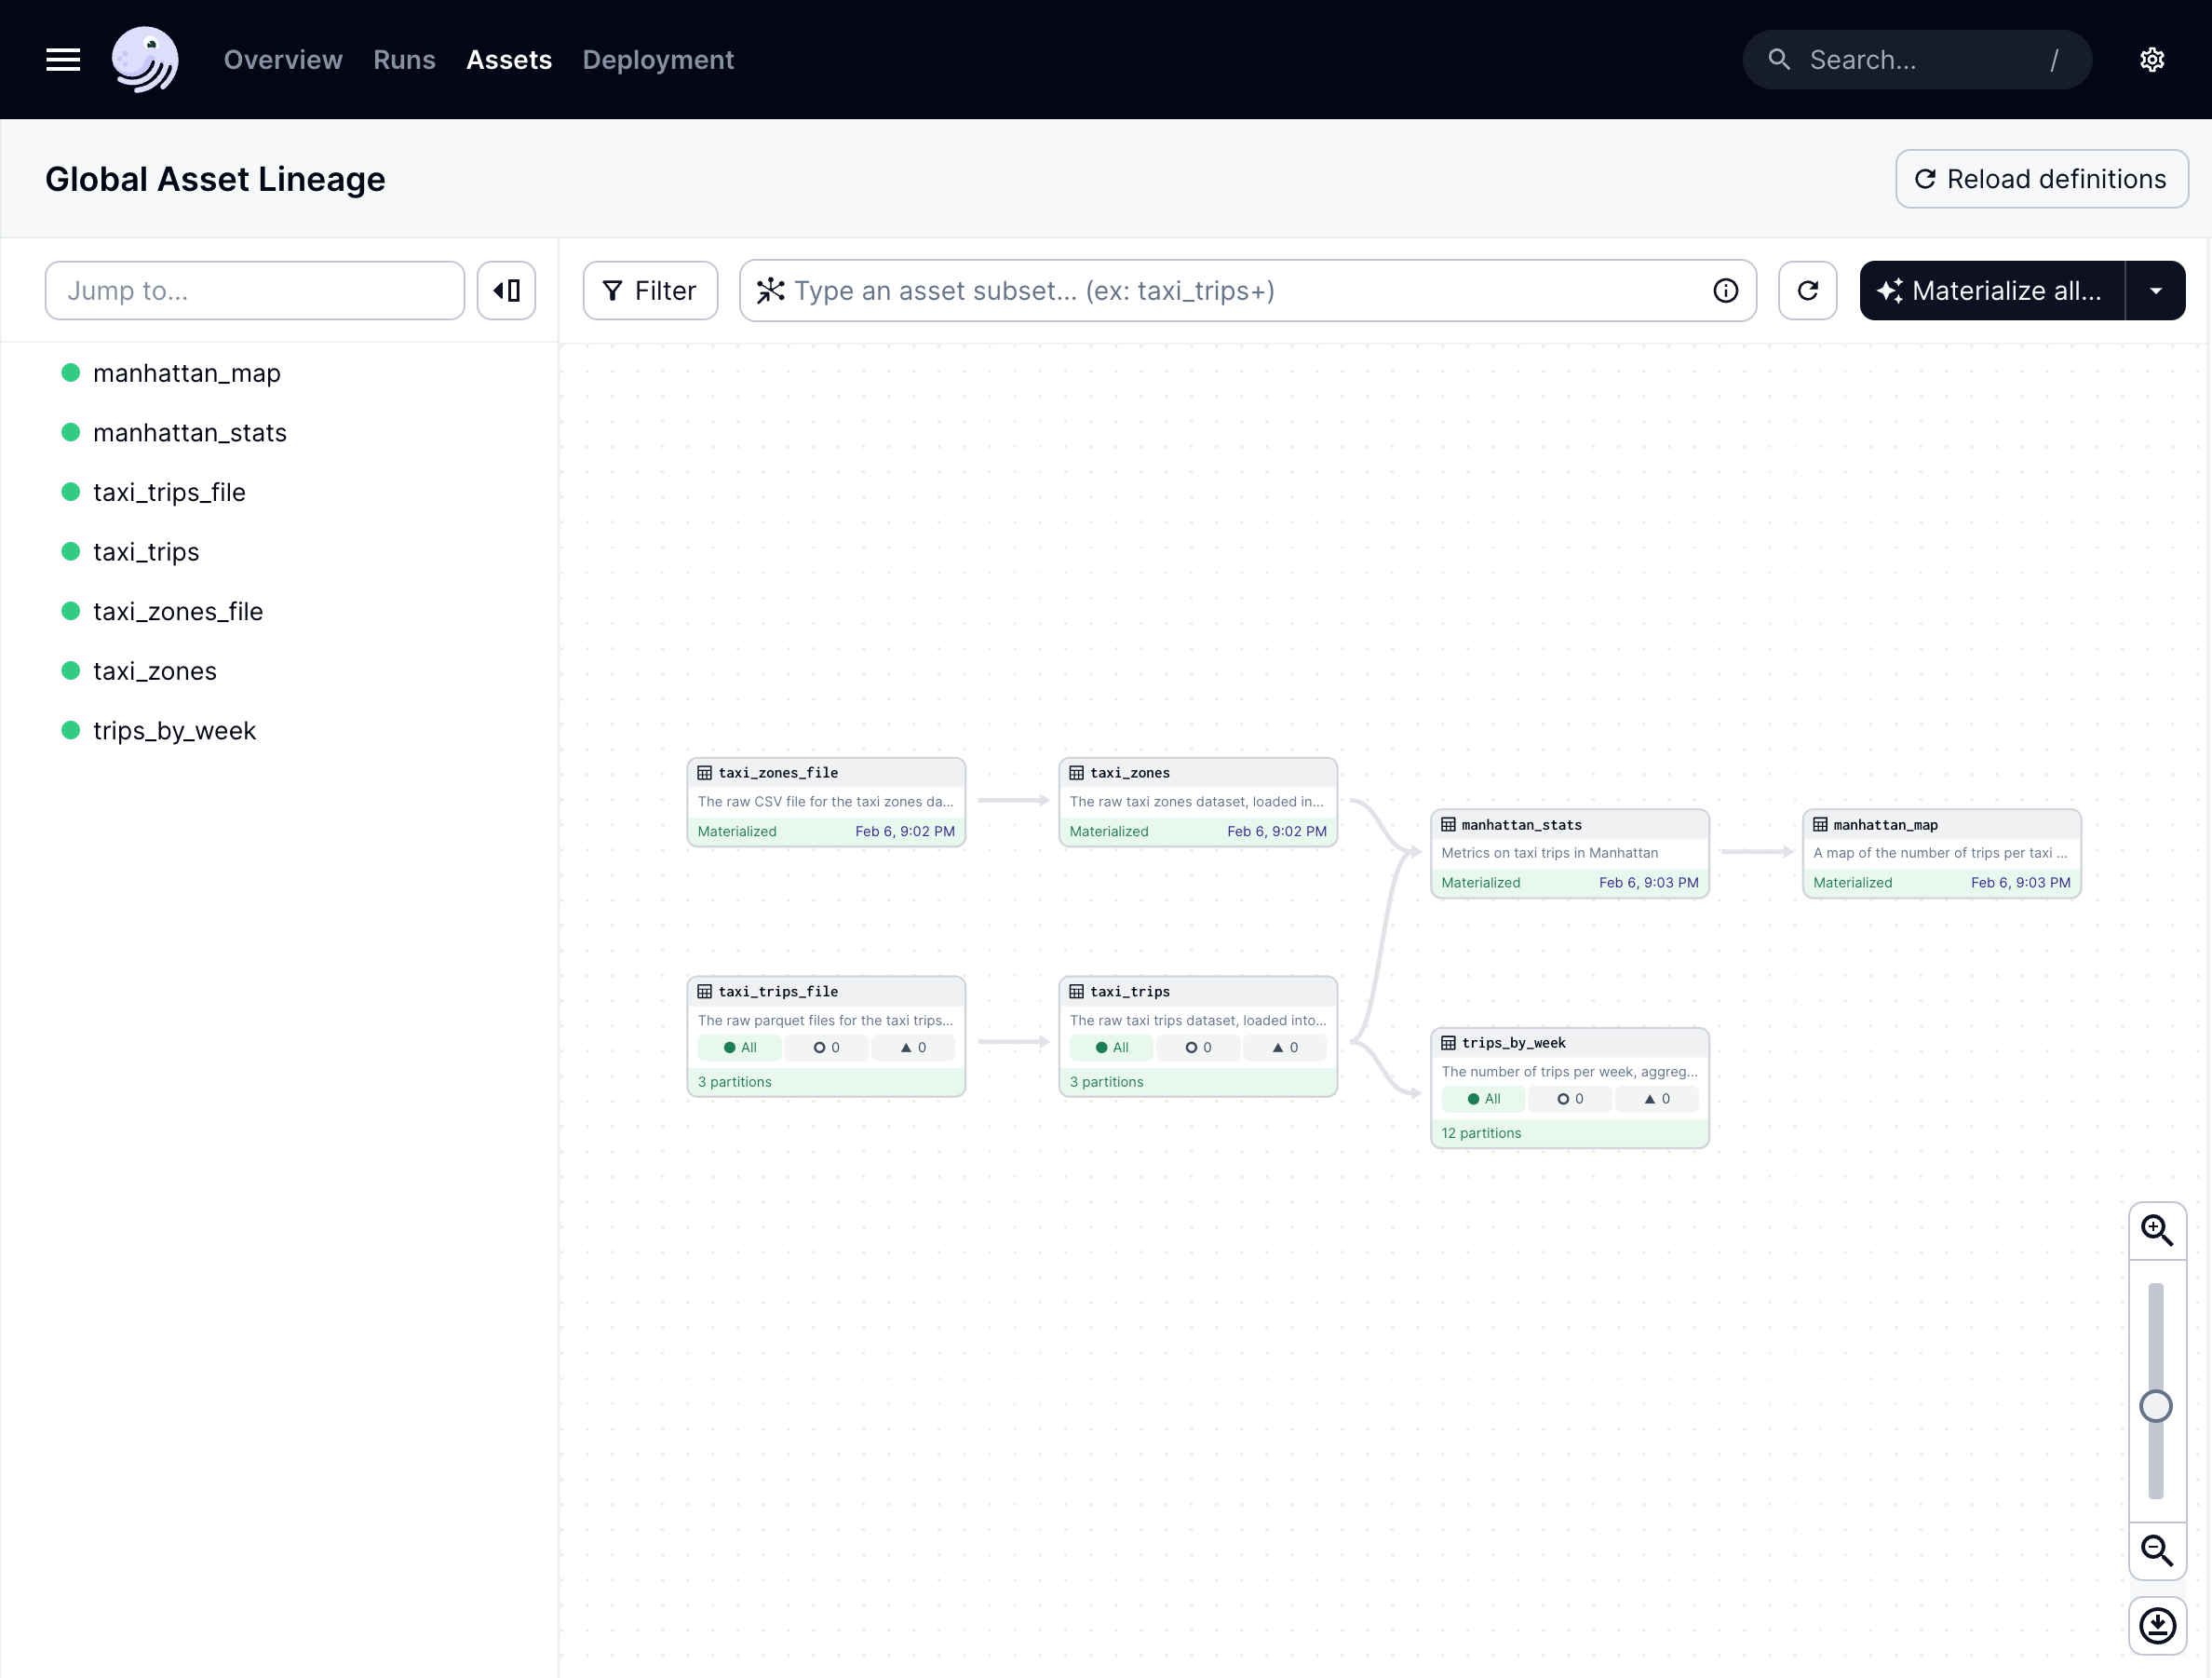 Overview Runs Assets Deployment
Search... /
Global Asset Lineage
Reload definitions
Jump to...
Filter
Type an asset subset... (ex: taxi_trips+)
Materialize all...
manhattan_map
manhattan_stats
taxi_trips_file
taxi_trips
taxi_zones_file
taxi_zones
trips_by_week
taxi_zones_file
The raw CSV file for the taxi zones da...
Materialized Feb 6, 9:02 PM
taxi_zones
The raw taxi zones dataset, loaded in...
Materialized Feb 6, 9:02 PM
manhattan_stats
Metrics on taxi trips in Manhattan
Materialized Feb 6, 9:03 PM
manhattan_map
A map of the number of trips per taxi ...
Materialized Feb 6, 9:03 PM
taxi_trips_file
The raw parquet files for the taxi trips...
All 0 0
3 partitions
taxi_trips
The raw taxi trips dataset, loaded into...
All 0 0
3 partitions
trips_by_week
The number of trips per week, aggreg...
All 0 0
12 partitions